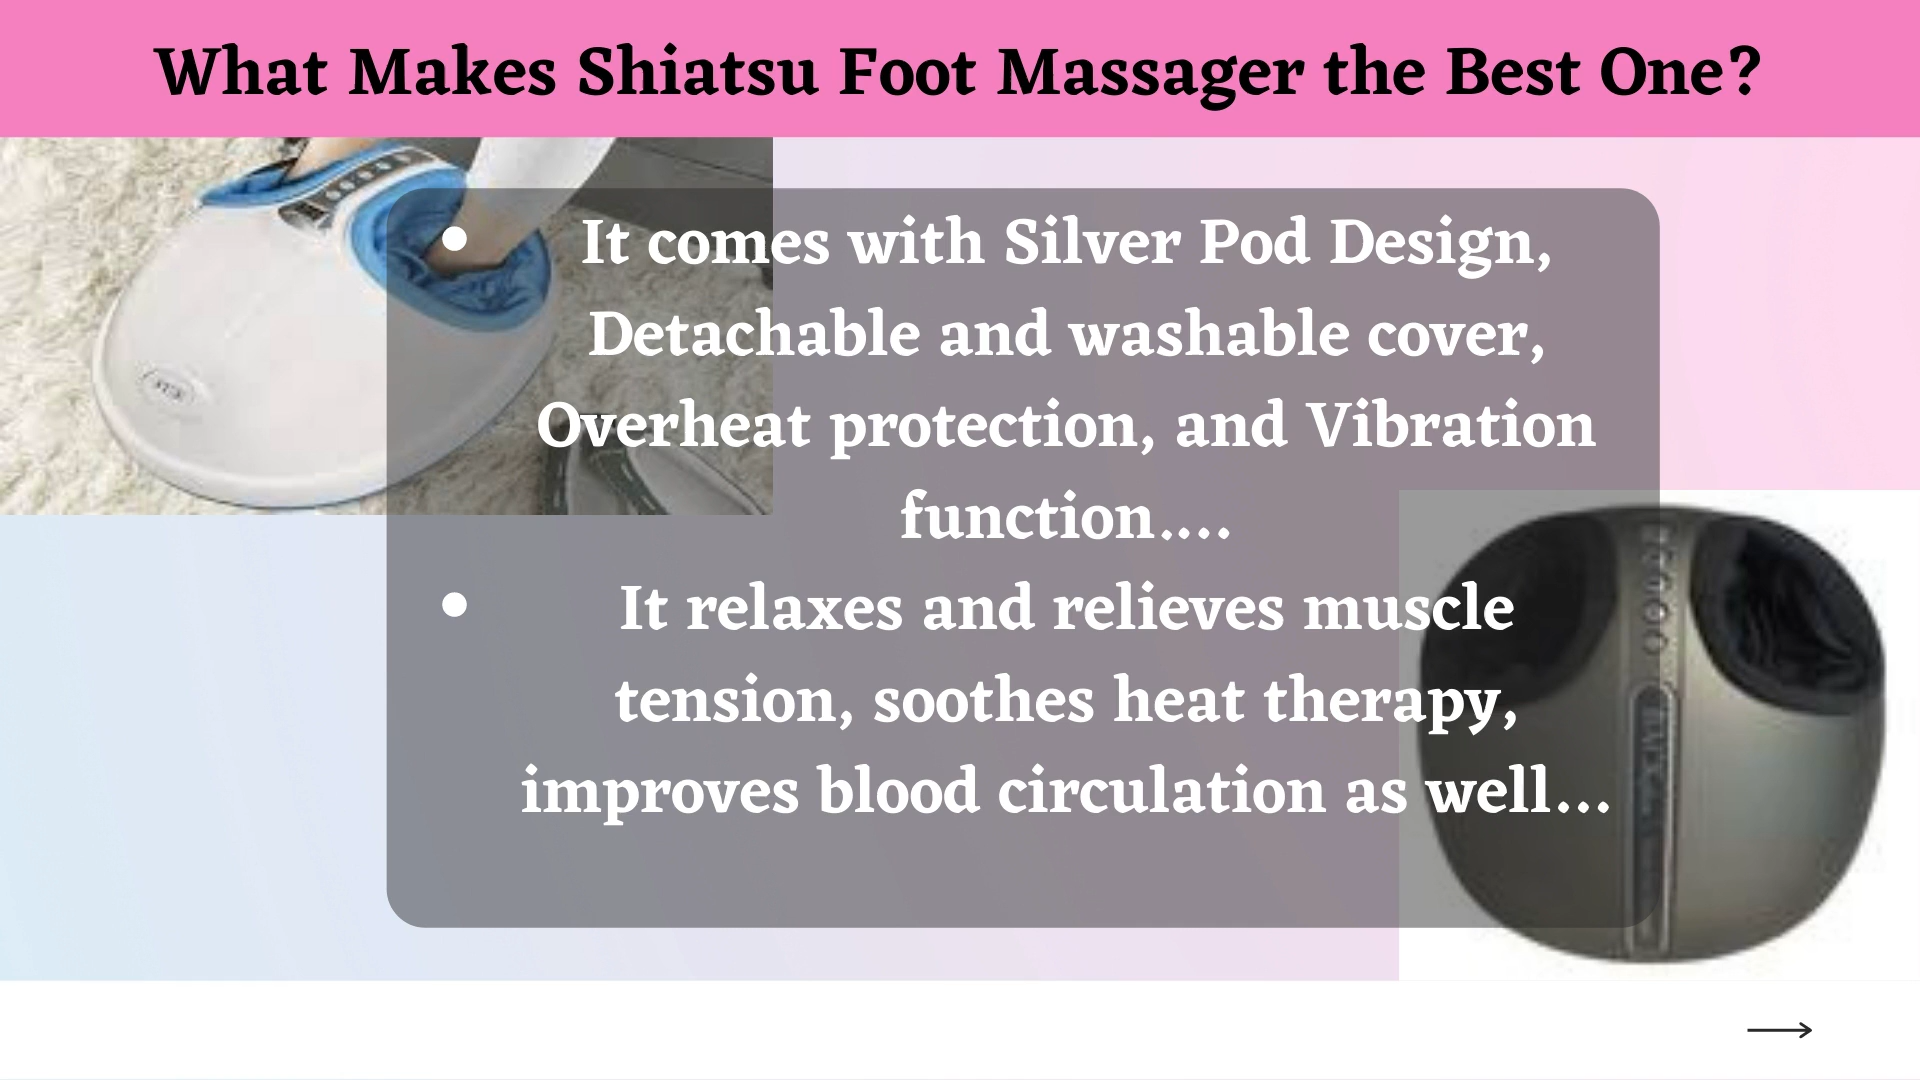 What Makes Shiatsu Foot Massager the Best One?
• It comes with Silver Pod Design,
Detachable and washable cover,
Overheat protection, and Vibration
function....
• It relaxes and relieves muscle
tension, soothes heat therapy,
improves blood circulation as well...